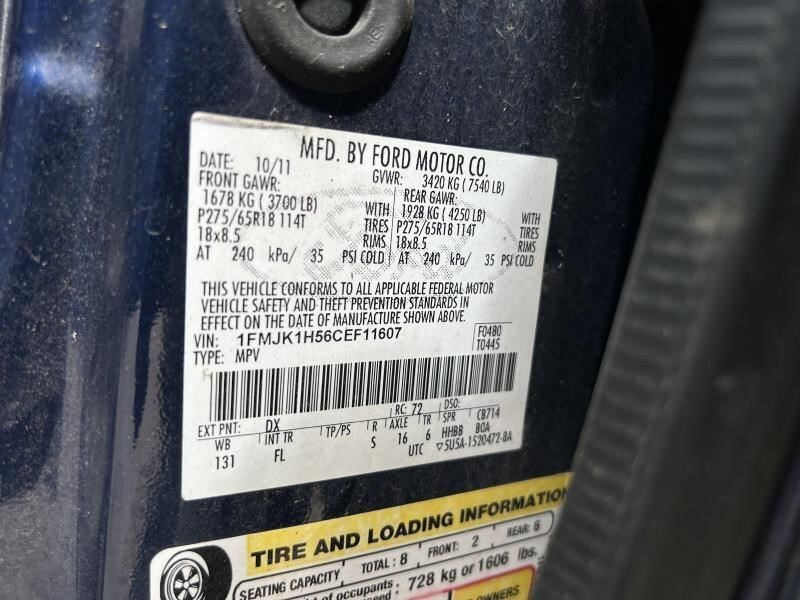 MFD. BY FORD MOTOR CO.
DATE: 10/11 GVWR: 3420 KG ( 7540 LB)
FRONT GAWR: REAR GAWR:
1678 KG ( 3700 LB) WITH 1928 KG ( 4250 LB) WITH
P275/65R18 114T TIRES P275/65R18 114T TIRES
18x8.5 RIMS 18x8.5 RIMS
AT 240 kPa/ 35 PSI COLD AT 240 kPa/ 35 PSI COLD
THIS VEHICLE CONFORMS TO ALL APPLICABLE FEDERAL MOTOR
VEHICLE SAFETY AND THEFT PREVENTION STANDARDS IN
EFFECT ON THE DATE OF MANUFACTURE SHOWN ABOVE.
VIN: 1FMJK1H56CEF11607 F0480
TYPE: MPV T0445
EXT PNT: DX RC: 72 DSO:
WB INT TR TP/PS R AXLE TR SPR CB714
131 FL S 16 6 HHBB BOA
UTC ▽5U5A-1520472-BA
TIRE AND LOADING INFORMATION
SEATING CAPACITY TOTAL: 8 FRONT: 2 REAR: 6
of occupants 728 kg or 1606 lbs.
OWNERS